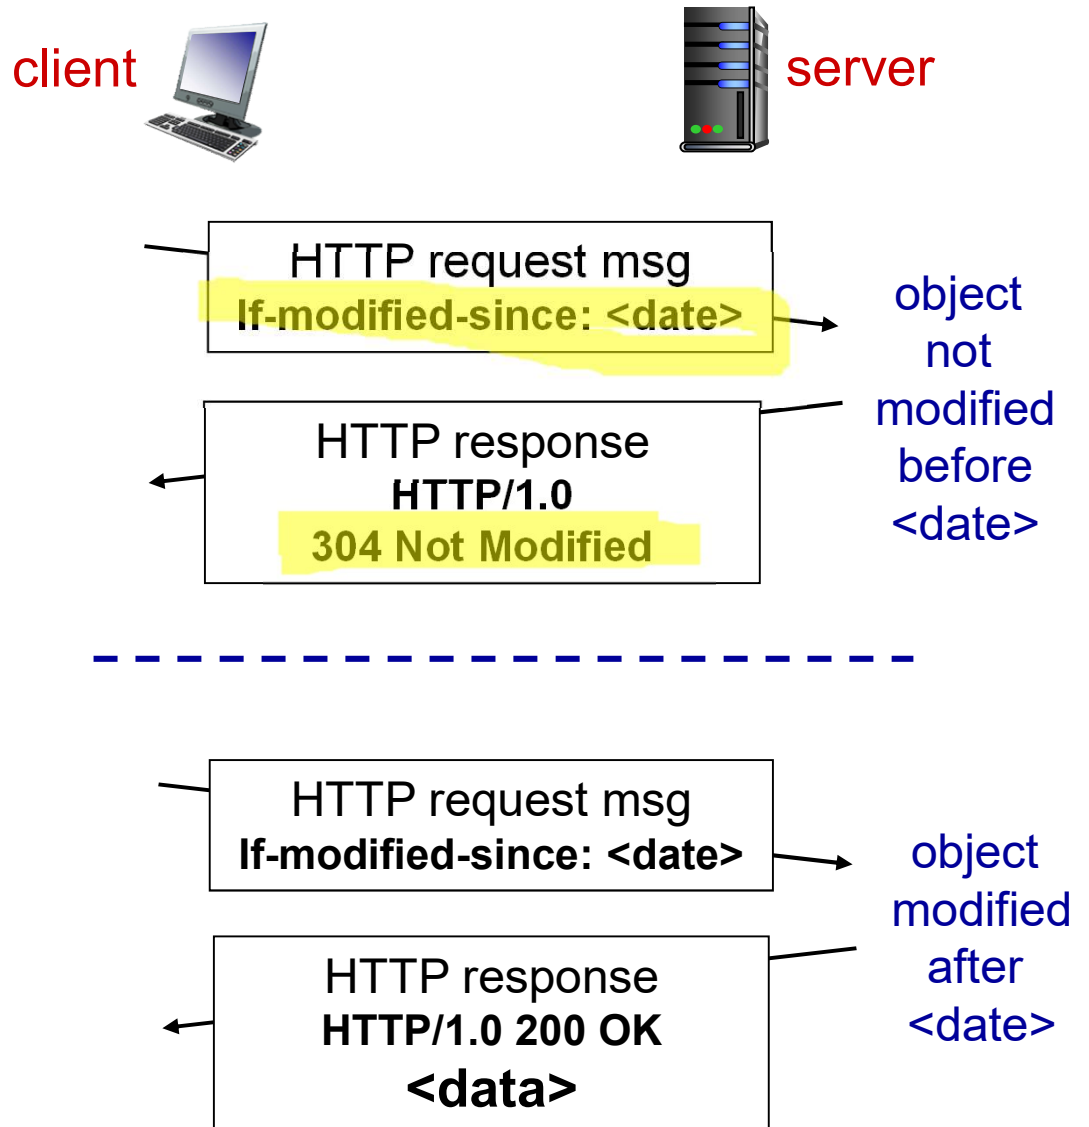 client
server
HTTP request msg
If-modified-since: <date>
object
not
modified
before
<date>
HTTP response
HTTP/1.0
304 Not Modified
HTTP request msg
If-modified-since: <date>
object
modified
after
<date>
HTTP response
HTTP/1.0 200 OK
<data>